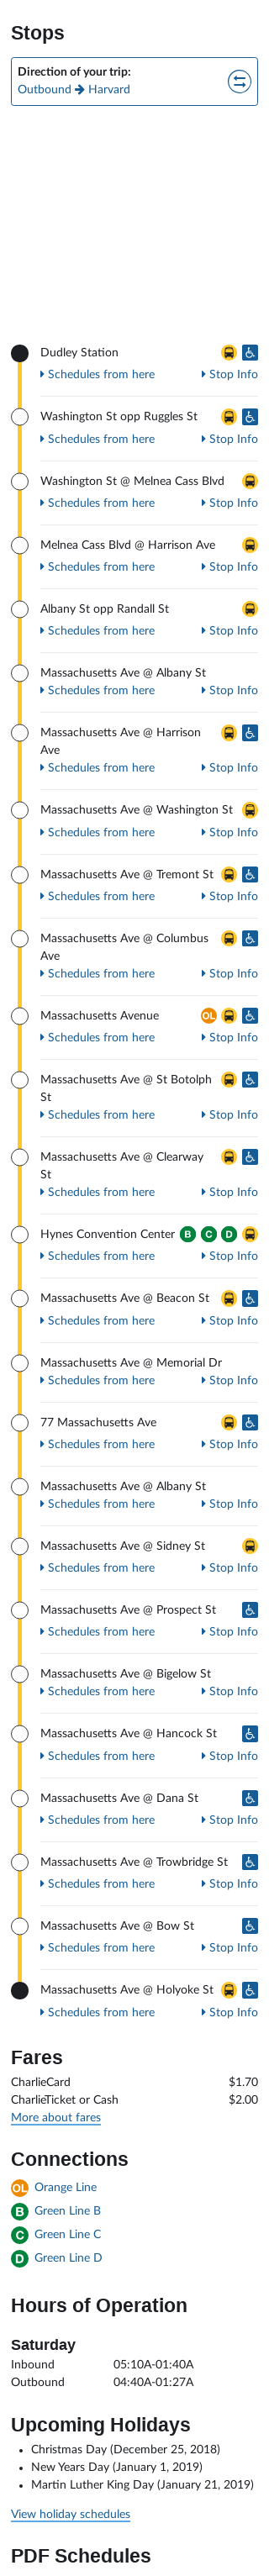 Stops
Direction of your trip:
Outbound → Harvard
Dudley Station
Schedules from here Stop Info
Washington St opp Ruggles St
Schedules from here Stop Info
Washington St @ Melnea Cass Blvd
Schedules from here Stop Info
Melnea Cass Blvd @ Harrison Ave
Schedules from here Stop Info
Albany St opp Randall St
Schedules from here Stop Info
Massachusetts Ave @ Albany St
Schedules from here Stop Info
Massachusetts Ave @ Harrison
Ave
Schedules from here Stop Info
Massachusetts Ave @ Washington St
Schedules from here Stop Info
Massachusetts Ave @ Tremont St
Schedules from here Stop Info
Massachusetts Ave @ Columbus
Ave
Schedules from here Stop Info
Massachusetts Avenue OL
Schedules from here Stop Info
Massachusetts Ave @ St Botolph
St
Schedules from here Stop Info
Massachusetts Ave @ Clearway
St
Schedules from here Stop Info
Hynes Convention Center B C D
Schedules from here Stop Info
Massachusetts Ave @ Beacon St
Schedules from here Stop Info
Massachusetts Ave @ Memorial Dr
Schedules from here Stop Info
77 Massachusetts Ave
Schedules from here Stop Info
Massachusetts Ave @ Albany St
Schedules from here Stop Info
Massachusetts Ave @ Sidney St
Schedules from here Stop Info
Massachusetts Ave @ Prospect St
Schedules from here Stop Info
Massachusetts Ave @ Bigelow St
Schedules from here Stop Info
Massachusetts Ave @ Hancock St
Schedules from here Stop Info
Massachusetts Ave @ Dana St
Schedules from here Stop Info
Massachusetts Ave @ Trowbridge St
Schedules from here Stop Info
Massachusetts Ave @ Bow St
Schedules from here Stop Info
Massachusetts Ave @ Holyoke St
Schedules from here Stop Info
Fares
CharlieCard $1.70
CharlieTicket or Cash $2.00
More about fares
Connections
OL Orange Line
B Green Line B
C Green Line C
D Green Line D
Hours of Operation
Saturday
Inbound 05:10A-01:40A
Outbound 04:40A-01:27A
Upcoming Holidays
• Christmas Day (December 25, 2018)
• New Years Day (January 1, 2019)
• Martin Luther King Day (January 21, 2019)
View holiday schedules
PDF Schedules